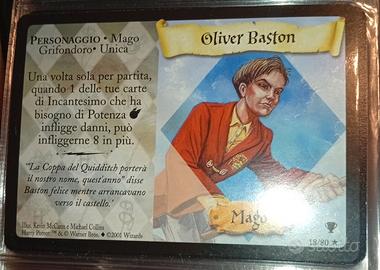 Oliver Baston
PERSONAGGIO • Mago
Grifondoro • Unica
Una volta sola per partita,
quando 1 delle tue carte
di Incantesimo che ha
bisogno di Potenza
infligge danni, può
infliggerne 8 in più.
"La Coppa del Quidditch porterà
il nostro nome, quest'anno" disse
Baston felice mentre arrancavano
verso il castello."
Mago
Illus. Kevin McCann e Michael Collins
Harry Potter ™ & © Warner Bros. ©2001 Wizards
18/80 ★
subito